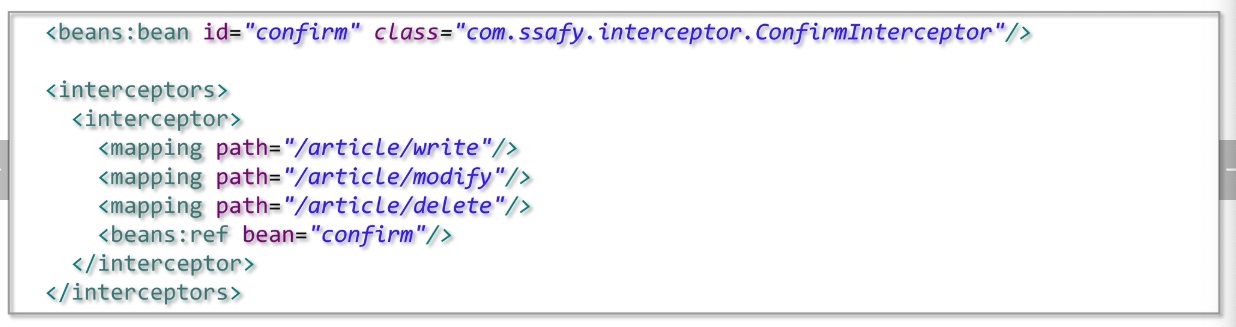 <beans:bean id="confirm" class="com.ssafy.interceptor.ConfirmInterceptor"/>
<interceptors>
<interceptor>
<mapping path="/article/write"/>
<mapping path="/article/modify"/>
<mapping path="/article/delete"/>
<beans:ref bean="confirm"/>
</interceptor>
</interceptors>